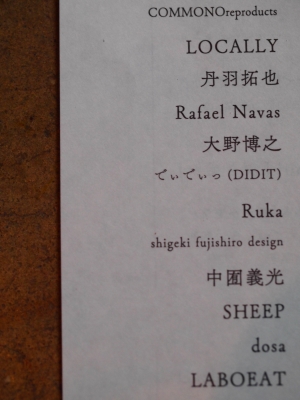 COMMONOreproducts
LOCALLY
丹羽拓也
Rafael Navas
大野博之
でぃでぃっ (DIDIT)
Ruka
shigeki fujishiro design
中囿義光
SHEEP
dosa
LABOEAT